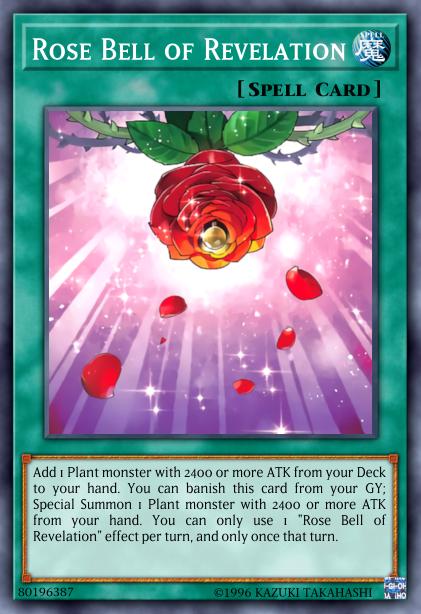 Rose Bell of Revelation
SPELL
魔
[Spell Card]
Add 1 Plant monster with 2400 or more ATK from your Deck
to your hand. You can banish this card from your GY;
Special Summon 1 Plant monster with 2400 or more ATK
from your hand. You can only use 1 "Rose Bell of
Revelation" effect per turn, and only once that turn.
80196387 ©1996 KAZUKI TAKAHASHI